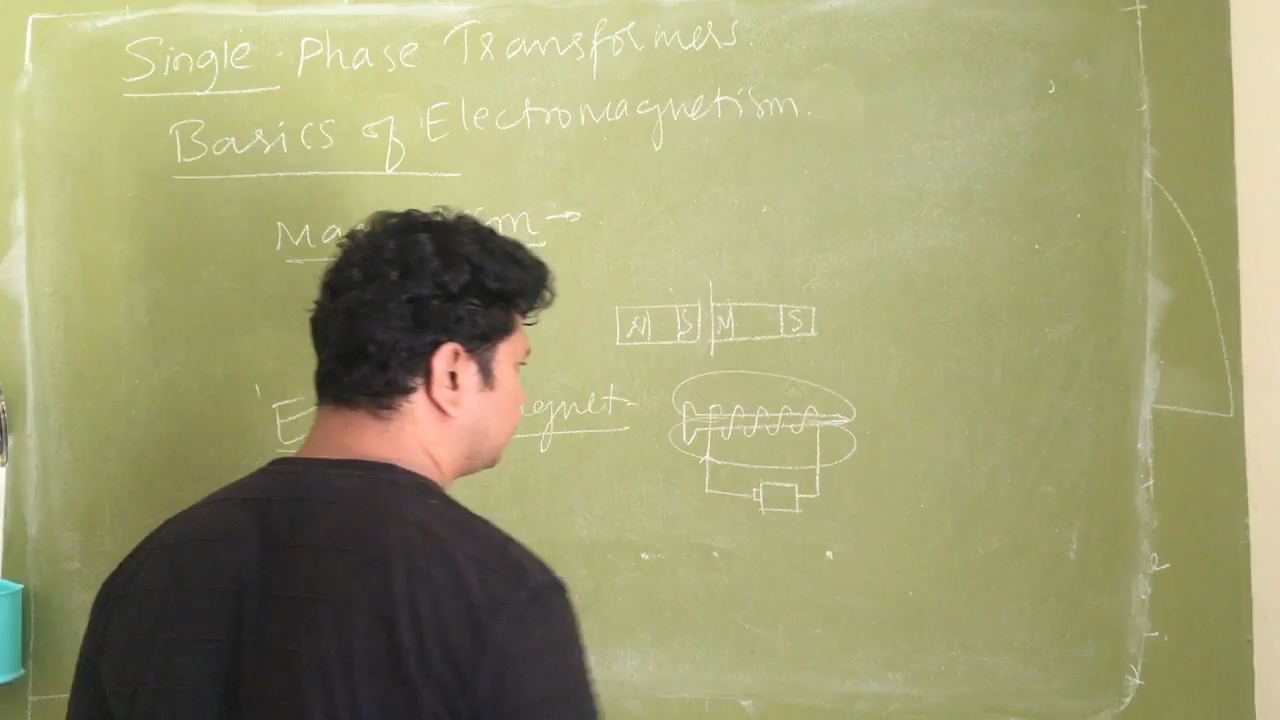 Single-Phase Transformers.
Basics of Electromagnetism.
N S N S